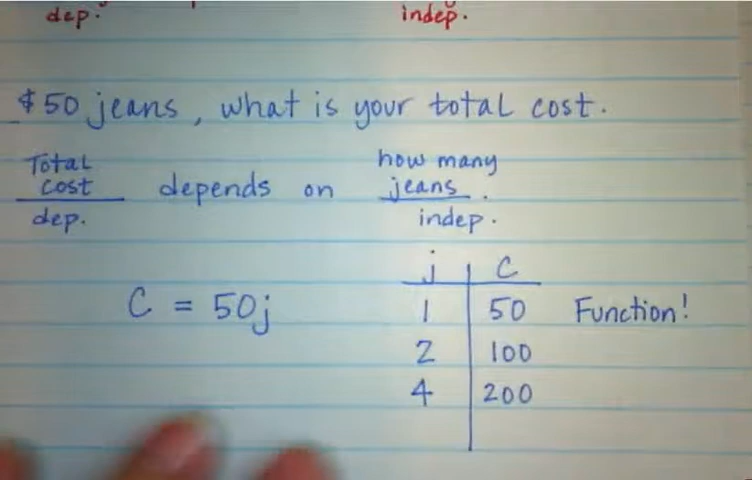 dep. indep.
$50 jeans, what is your total cost.
Total cost depends on how many jeans.
dep. indep.
j C
C = 50j
1 50 Function!
2 100
4 200